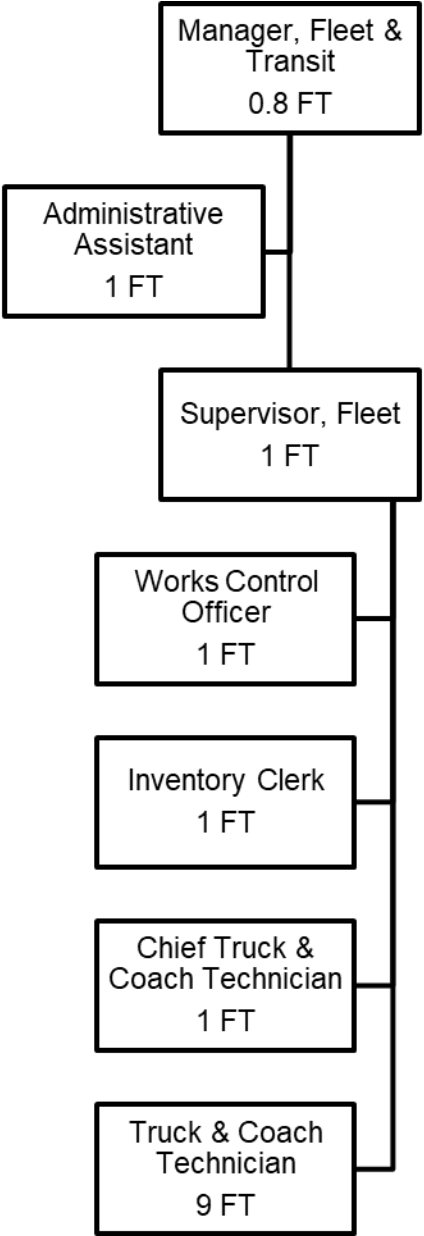 Manager, Fleet &
Transit
0.8 FT
Administrative
Assistant
1 FT
Supervisor, Fleet
1 FT
Works Control
Officer
1 FT
Inventory Clerk
1 FT
Chief Truck &
Coach Technician
1 FT
Truck & Coach
Technician
9 FT